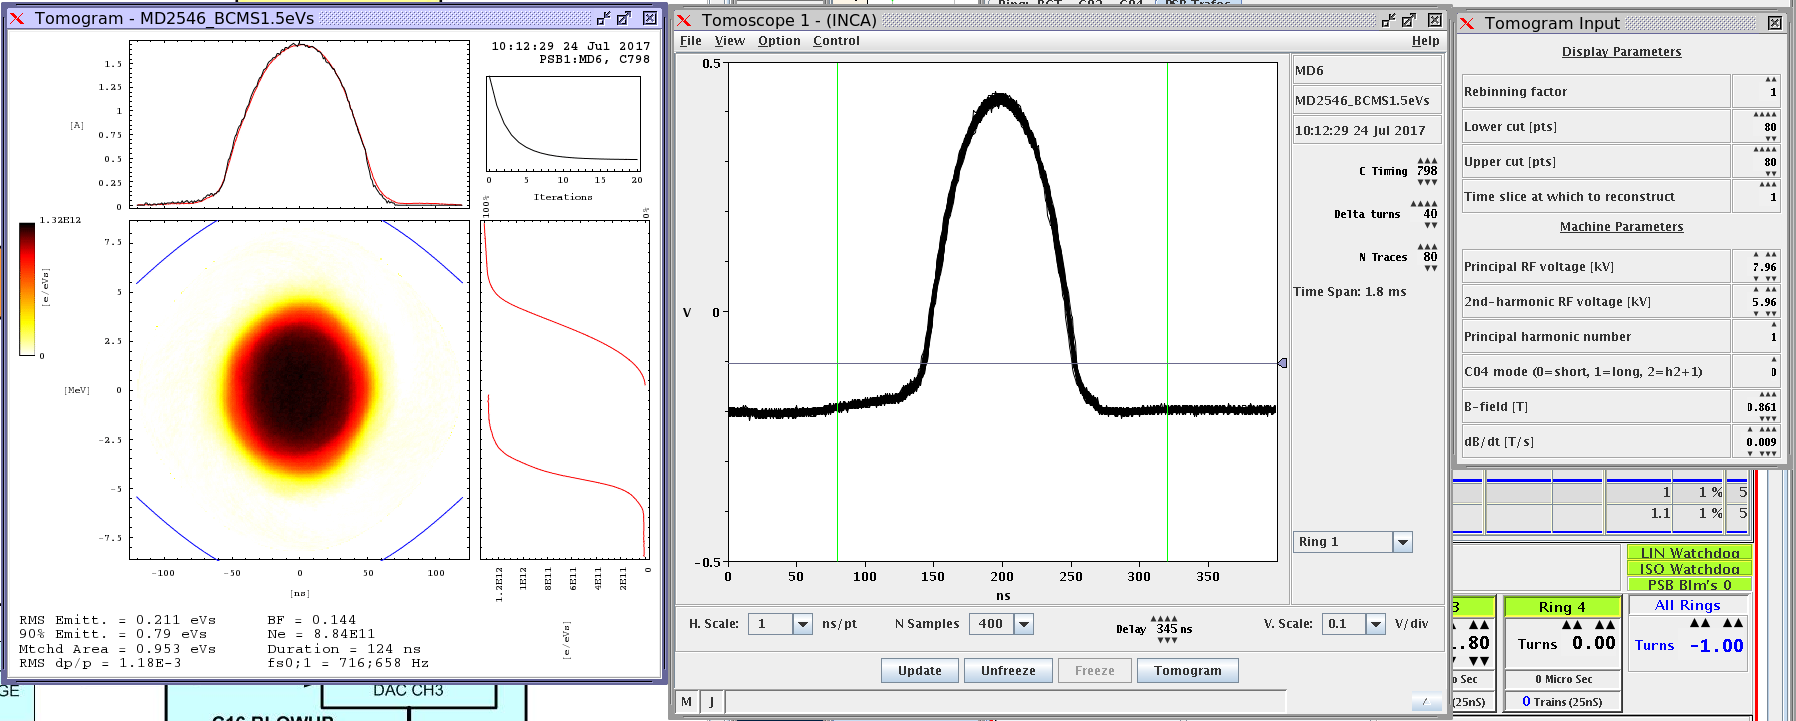 Tomogram - MD2546_BCMS1.5eVs
10:12:29 24 Jul 2017
PSB1:MD6, C798
1.5
1.25
1
0.75
0.5
0.25
0
[A]
0 5 10 15 20
Iterations
1.32E12
0
[e/eVs]
7.5
5
2.5
0
-2.5
-5
-7.5
[MeV]
-100 -50 0 50 100
[ns]
100%
0%
1.2E12
1E12
8E11
6E11
4E11
2E11
0
[e/eVs]
RMS Emitt. = 0.211 eVs BF = 0.144
90% Emitt. = 0.79 eVs Ne = 8.84E11
Mtchd Area = 0.953 eVs Duration = 124 ns
RMS dp/p = 1.18E-3 fs0;1 = 716;658 Hz
Tomoscope 1 - (INCA)
File View Option Control Help
0.5
V 0
-0.5
0 50 100 150 200 250 300 350
ns
MD6
MD2546_BCMS1.5eVs
10:12:29 24 Jul 2017
C Timing 798
Delta turns 40
N Traces 80
Time Span: 1.8 ms
Ring 1
H. Scale: 1 ns/pt N Samples 400 Delay 345 ns V. Scale: 0.1 V/div
Update Unfreeze Freeze Tomogram
M J
Tomogram Input
Display Parameters
Rebinning factor 1
Lower cut [pts] 80
Upper cut [pts] 80
Time slice at which to reconstruct 1
Machine Parameters
Principal RF voltage [kV] 7.96
2nd-harmonic RF voltage [kV] 5.96
Principal harmonic number 1
C04 mode (0=short, 1=long, 2=h2+1) 0
B-field [T] 0.861
dB/dt [T/s] 0.009
1 1 % 5
1.1 1 % 5
LIN Watchdog
ISO Watchdog
PSB Blm's 0
3 Ring 4 All Rings
.80 Turns 0.00 Turns -1.00
o Sec 0 Micro Sec
(25nS) 0 Trains (25nS)
GE
DAC CH3
C16 BLOWUP